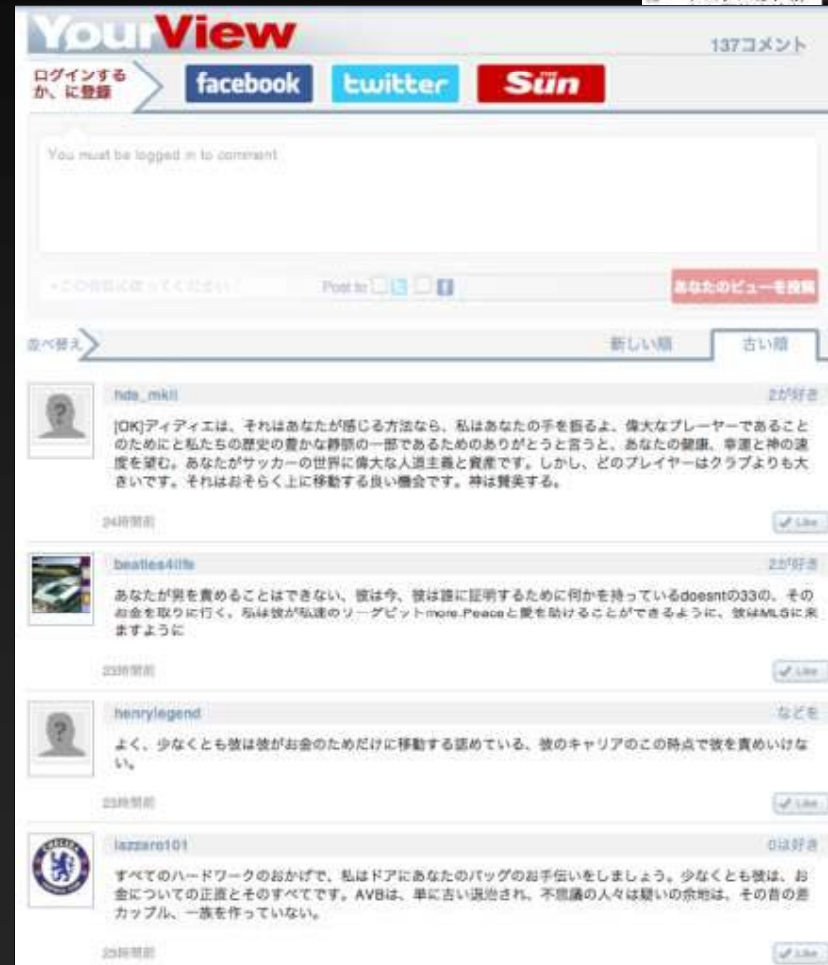 YourView
137コメント
ログインする
か、に登録
facebook
twitter
Sün
You must be logged in to comment
Post to
あなたのビューを投稿
並べ替え
新しい順
古い順
hda_mkII
2が好き
[OK]ディディエは、それはあなたが感じる方法なら、私はあなたの手を振るよ、偉大なプレーヤーであること
のためにと私たちの歴史の豊かな静脈の一部であるためのありがとうと言うと、あなたの健康、幸運と神の速
度を望む。あなたがサッカーの世界に偉大な人道主義と資産です。しかし、どのプレイヤーはクラブよりも大
きいです。それはおそらく上に移動する良い機会です。神は賛美する。
24時間前
Like
beatles4life
2が好き
あなたが男を責めることはできない、彼は今、彼は誰に証明するために何かを持っているdoesntの33の、その
お金を取りに行く。私は彼が私達のリーグビットmore.Peaceと愛を助けることができるように、彼はMLSに来
ますように
23時間前
Like
henrylegend
などを
よく、少なくとも彼は彼がお金のためだけに移動する認めている、彼のキャリアのこの時点で彼を責めいけな
い。
23時間前
Like
lazzaro101
0は好き
すべてのハードワークのおかげで、私はドアにあなたのバッグのお手伝いをしましょう。少なくとも彼は、お
金についての正直とそのすべてです。AVBは、単に古い退治され、不思議の人々は疑いの余地は、その昔の差
カップル、一族を作っていない。
Like